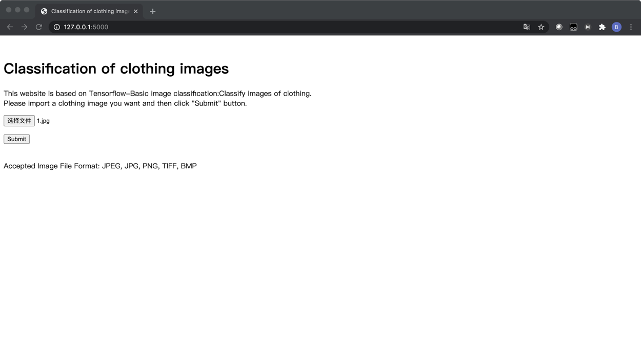 Classification of clothing imag
127.0.0.1:5000
Classification of clothing images
This website is based on Tensorflow-Basic image classification:Classify images of clothing.
Please import a clothing image you want and then click "Submit" button.
选择文件 1.jpg
Submit
Accepted Image File Format: JPEG, JPG, PNG, TIFF, BMP